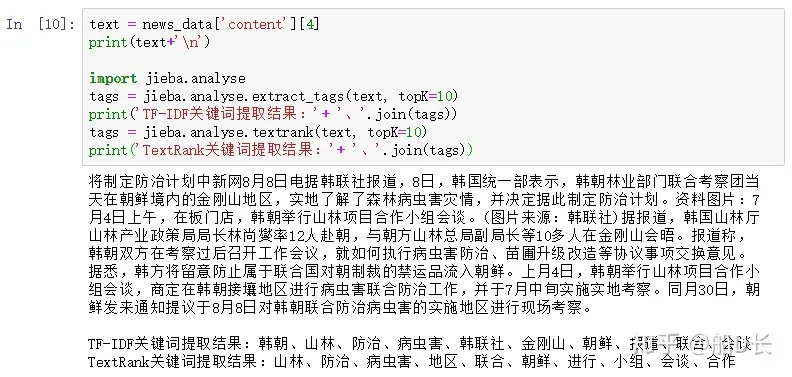 In [10]:
text = news_data['content'][4]
print(text+'\n')
import jieba.analyse
tags = jieba.analyse.extract_tags(text, topK=10)
print('TF-IDF关键词提取结果：'+ '、'.join(tags))
tags = jieba.analyse.textrank(text, topK=10)
print('TextRank关键词提取结果：'+ '、'.join(tags))
将制定防治计划中新网8月8日电据韩联社报道，8日，韩国统一部表示，韩朝林业部门联合考察团当
天在朝鲜境内的金刚山地区，实地了解了森林病虫害灾情，并决定据此制定防治计划。资料图片：7
月4日上午，在板门店，韩朝举行山林项目合作小组会谈。(图片来源：韩联社)据报道，韩国山林厅
山林产业政策局局长林尚燮率12人赴朝，与朝方山林总局副局长等10多人在金刚山会晤。报道称，
韩朝双方在考察过后召开工作会议，就如何执行病虫害防治、苗圃升级改造等协议事项交换意见。
据悉，韩方将留意防止属于联合国对朝制裁的禁运品流入朝鲜。上月4日，韩朝举行山林项目合作小
组会谈，商定在韩朝接壤地区进行病虫害联合防治工作，并于7月中旬实施实地考察。同月30日，朝
鲜发来通知提议于8月8日对韩朝联合防治病虫害的实施地区进行现场考察。
TF-IDF关键词提取结果：韩朝、山林、防治、病虫害、韩联社、金刚山、朝鲜、报道、联合、会谈
TextRank关键词提取结果：山林、防治、病虫害、地区、联合、朝鲜、进行、小组、会谈、合作
知乎 @船长